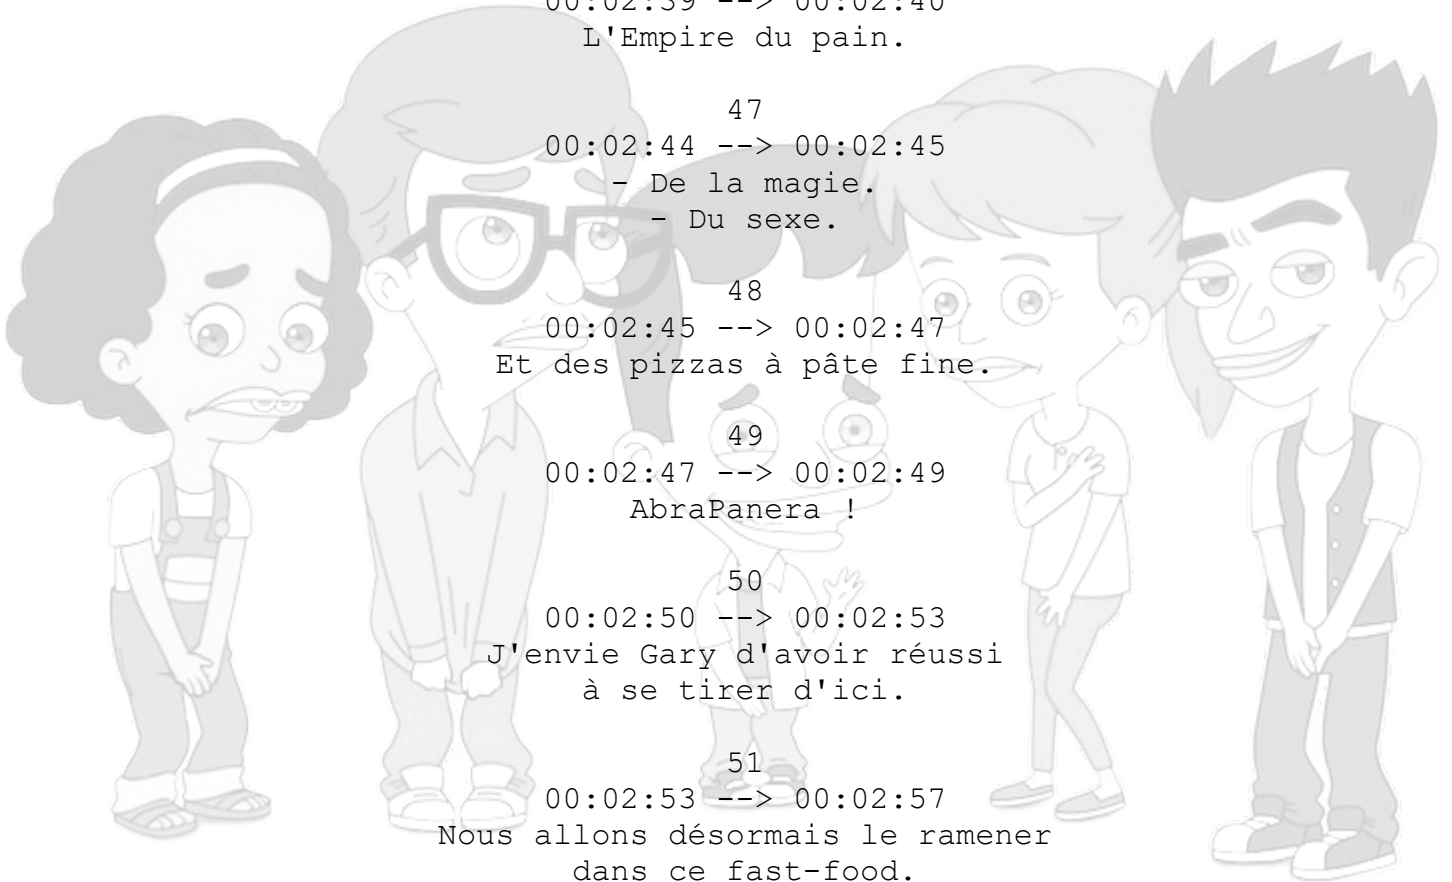 00:02:39 --> 00:02:40
L'Empire du pain.
47
00:02:44 --> 00:02:45
- De la magie.
- Du sexe.
48
00:02:45 --> 00:02:47
Et des pizzas à pâte fine.
49
00:02:47 --> 00:02:49
AbraPanera !
50
00:02:50 --> 00:02:53
J'envie Gary d'avoir réussi
à se tirer d'ici.
51
00:02:53 --> 00:02:57
Nous allons désormais le ramener
dans ce fast-food.